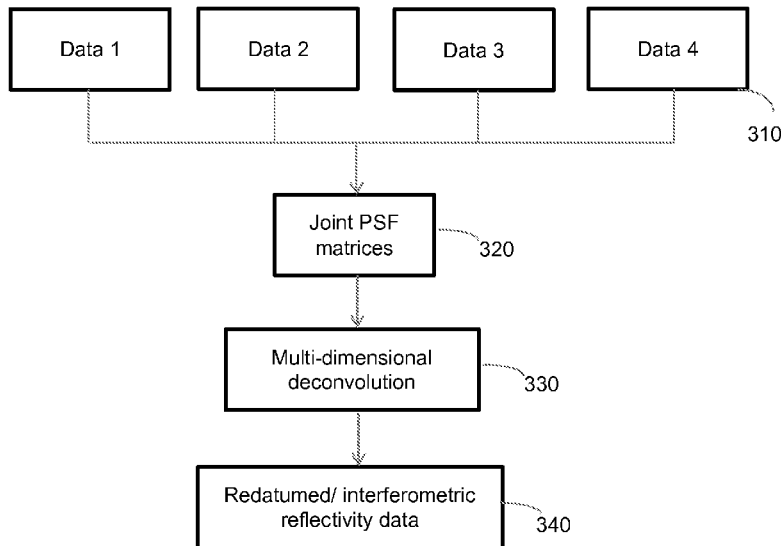 Data 1
Data 2
Data 3
Data 4
310
Joint PSF
matrices
320
Multi-dimensional
deconvolution
330
Redatumed/ interferometric
reflectivity data
340